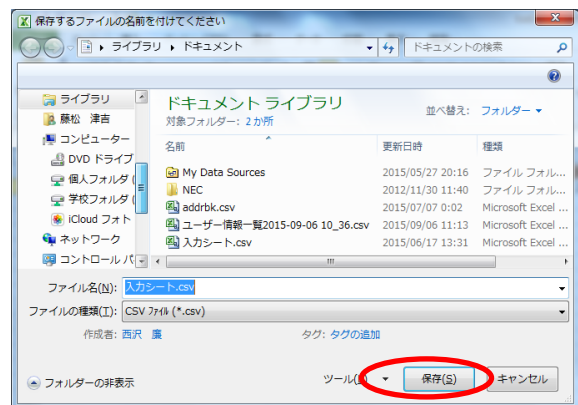 保存するファイルの名前を付けてください
ライブラリ ▸ ドキュメント
ドキュメントの検索
ライブラリ
藤松 津吉
コンピューター
DVD ドライブ
個人フォルダ (
学校フォルダ (
iCloud フォト
ネットワーク
コントロール パ
ドキュメント ライブラリ
対象フォルダー: 2 か所
並べ替え: フォルダー ▼
名前 更新日時 種類
My Data Sources 2015/05/27 20:16 ファイル フォル...
NEC 2012/11/30 11:40 ファイル フォル...
addrbk.csv 2015/07/07 0:02 Microsoft Excel ...
ユーザー情報一覧2015-09-06 10_36.csv 2015/09/06 11:13 Microsoft Excel ...
入力シート.csv 2015/06/17 13:31 Microsoft Excel ...
ファイル名(N): 入力シート.csv
ファイルの種類(T): CSV ファイル (*.csv)
作成者: 西沢 廉 タグ: タグの追加
フォルダーの非表示
ツール( 保存(S) キャンセル